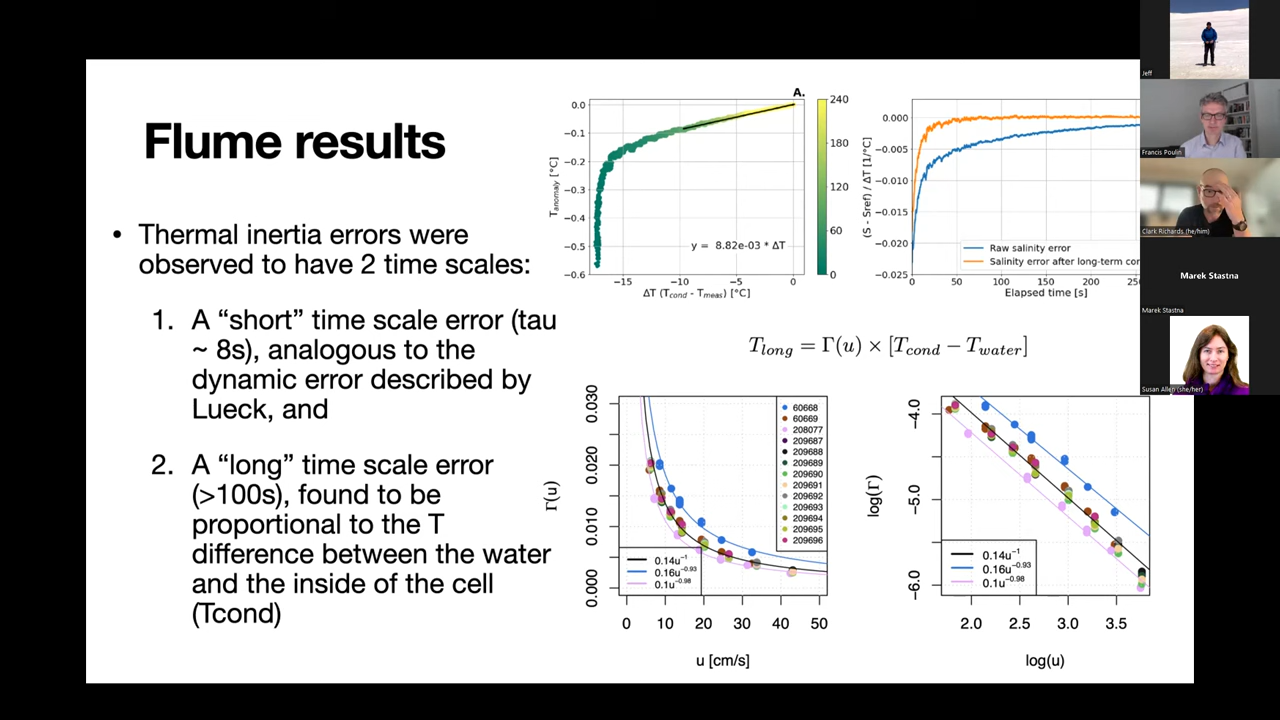 Flume results
• Thermal inertia errors were
observed to have 2 time scales:
1. A “short” time scale error (tau
~ 8s), analogous to the
dynamic error described by
Lueck, and
2. A “long” time scale error
(>100s), found to be
proportional to the T
difference between the water
and the inside of the cell
(Tcond)
A.
0.0
−0.1
−0.2
−0.3
−0.4
−0.5
−0.6
T_anomaly [°C]
y = 8.82e-03 * ΔT
−15 −10 −5 0
ΔT (T_cond - T_meas) [°C]
240
180
120
60
0
0.000
−0.005
−0.010
−0.015
−0.020
−0.025
(S - Sref) / ΔT [1/°C]
Raw salinity error
Salinity error after long-term cor
0 50 100 150 200 25
Elapsed time [s]
T_long = Γ(u) × [T_cond − T_water]
0.030
0.020
0.010
0.000
Γ(u)
60668
60669
208077
209687
209688
209689
209690
209691
209692
209693
209694
209695
209696
0.14u⁻¹
0.16u⁻⁰·⁹³
0.1u⁻⁰·⁹⁸
0 10 20 30 40 50
u [cm/s]
−4.0
−5.0
−6.0
log(Γ)
0.14u⁻¹
0.16u⁻⁰·⁹³
0.1u⁻⁰·⁹⁸
2.0 2.5 3.0 3.5
log(u)
Jeff
Francis Poulin
Clark Richards (he/him)
Marek Stastna
Marek Stastna
Susan Allen (she/her)